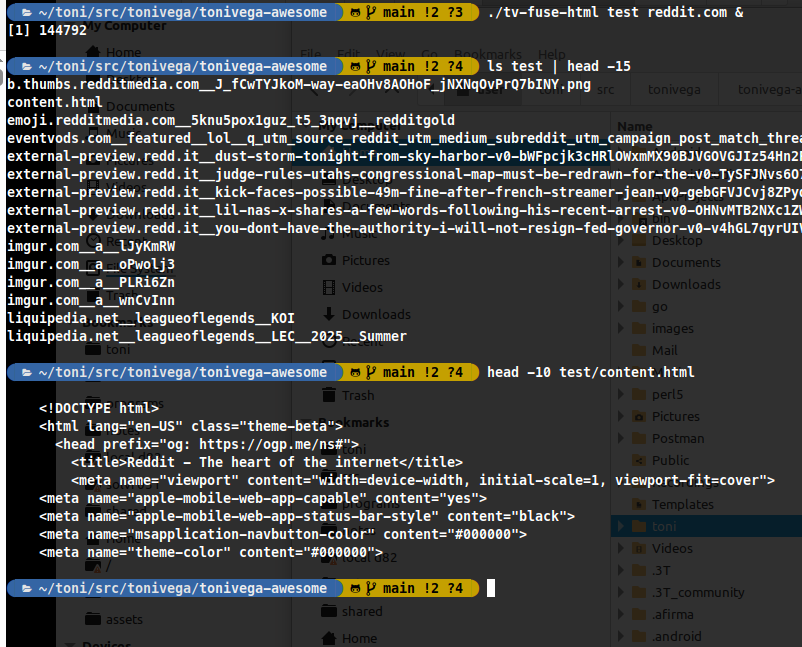 ~/toni/src/tonivega/tonivega-awesome main !2 ?3 ./tv-fuse-html test reddit.com &
[1] 144792
~/toni/src/tonivega/tonivega-awesome main !2 ?4 ls test | head -15
b.thumbs.redditmedia.com__J_fCwTYJkoM-way-eaOHv8AOHoF_jNXNqOvPrQ7bINY.png
content.html
emoji.redditmedia.com__5knu5pox1guz_t5_3nqvj__redditgold
eventvods.com__featured__lol__q_utm_source_reddit_utm_medium_subreddit_utm_campaign_post_match_threa
external-preview.redd.it__dust-storm-tonight-from-sky-harbor-v0-bWFpcjk3cHRlOWxmMX90BJVGOVGJIz54Hn2
external-preview.redd.it__judge-rules-utahs-congressional-map-must-be-redrawn-for-the-v0-TySFJNvs6O
external-preview.redd.it__kick-faces-possible-49m-fine-after-french-streamer-jean-v0-gebGFVJCvj8ZPy
external-preview.redd.it__lil-nas-x-shares-a-few-words-following-his-recent-arrest-v0-OHNvMTB2NXc1Z
external-preview.redd.it__you-dont-have-the-authority-i-will-not-resign-fed-governor-v0-v4hGL7qyrUI
imgur.com__a__lJyKmRW
imgur.com__a__oPwolj3
imgur.com__a__PLRi6Zn
imgur.com__a__wnCvInn
liquipedia.net__leagueoflegends__KOI
liquipedia.net__leagueoflegends__LEC__2025__Summer
~/toni/src/tonivega/tonivega-awesome main !2 ?4 head -10 test/content.html
<!DOCTYPE html>
<html lang="en-US" class="theme-beta">
<head prefix="og: https://ogp.me/ns#">
<title>Reddit - The heart of the internet</title>
<meta name="viewport" content="width=device-width, initial-scale=1, viewport-fit=cover">
<meta name="apple-mobile-web-app-capable" content="yes">
<meta name="apple-mobile-web-app-status-bar-style" content="black">
<meta name="msapplication-navbutton-color" content="#000000">
<meta name="theme-color" content="#000000">
~/toni/src/tonivega/tonivega-awesome main !2 ?4
My Computer
Home
Documents
toni
/
assets
Devices
File Edit View Go Bookmarks Help
src
tonivega
tonivega-a
Name
Music
Pictures
Videos
Downloads
Recent
Trash
Bookmarks
toni
programs
local 082
shared
Home
bin
Desktop
Documents
Downloads
go
images
Mail
perl5
Pictures
Postman
Public
Templates
toni
Videos
.3T
.3T_community
.afirma
.android